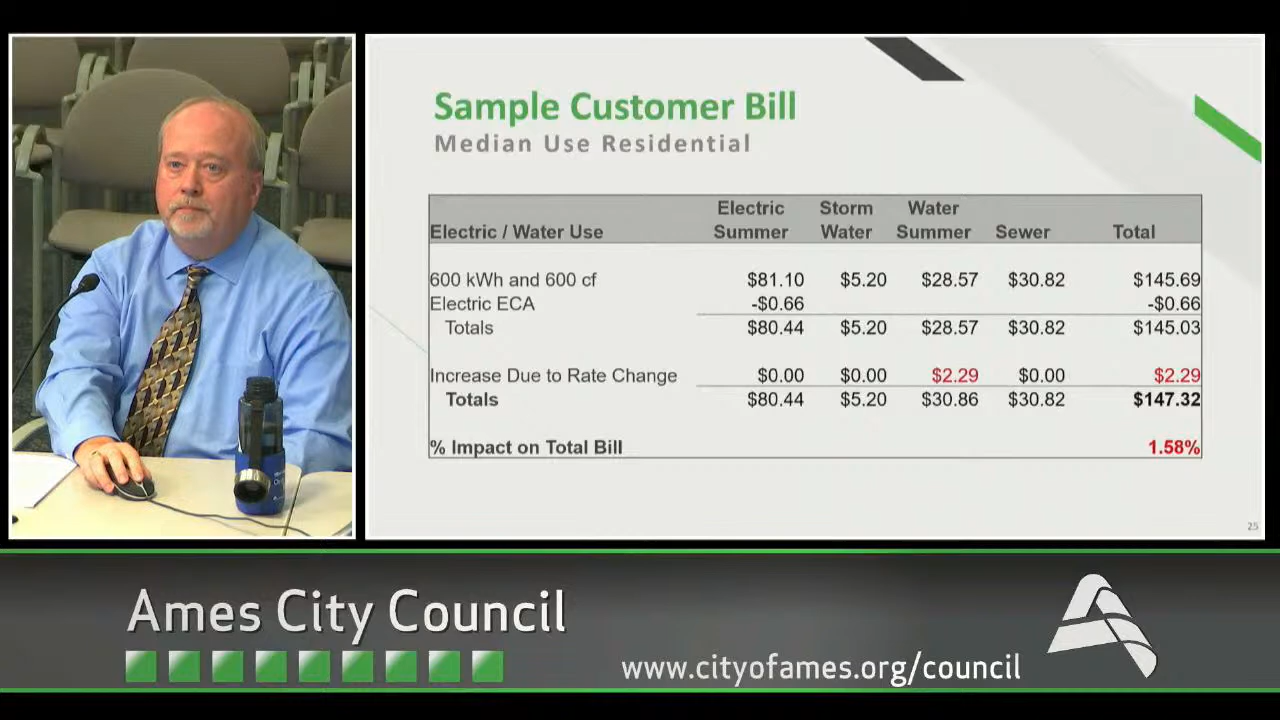 Sample Customer Bill
Median Use Residential
Electric Storm Water
Electric / Water Use Summer Water Summer Sewer Total
600 kWh and 600 cf $81.10 $5.20 $28.57 $30.82 $145.69
Electric ECA -$0.66 -$0.66
Totals $80.44 $5.20 $28.57 $30.82 $145.03
Increase Due to Rate Change $0.00 $0.00 $2.29 $0.00 $2.29
Totals $80.44 $5.20 $30.86 $30.82 $147.32
% Impact on Total Bill 1.58%
25
Ames City Council
www.cityofames.org/council